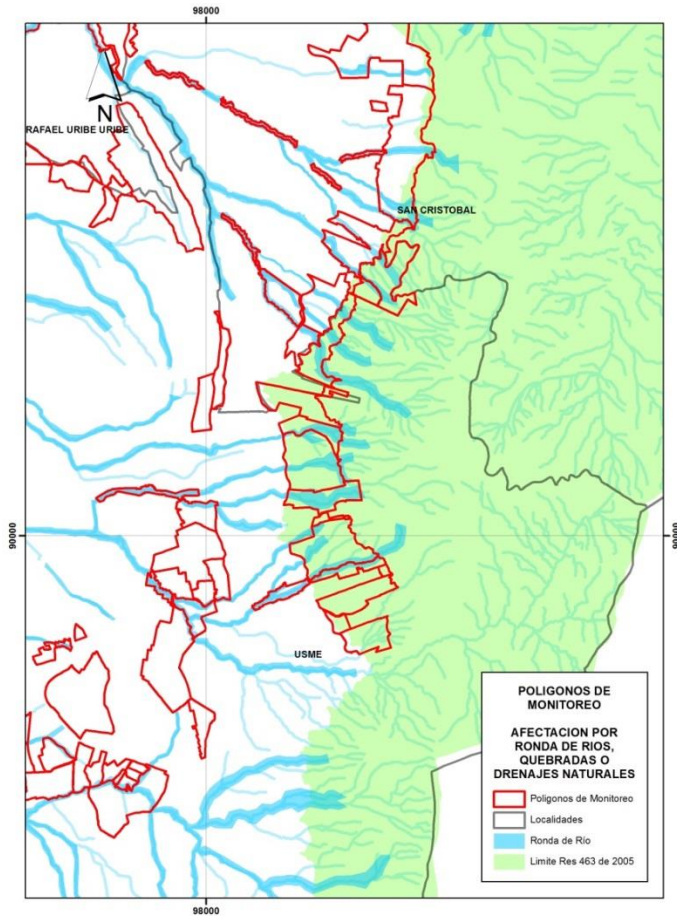 98000
N
RAFAEL URIBE URIBE
SAN CRISTOBAL
90000
90000
USME
POLIGONOS DE
MONITOREO
AFECTACION POR
RONDA DE RIOS,
QUEBRADAS O
DRENAJES NATURALES
Poligonos de Monitoreo
Localidades
Ronda de Río
Limite Res 463 de 2005
98000